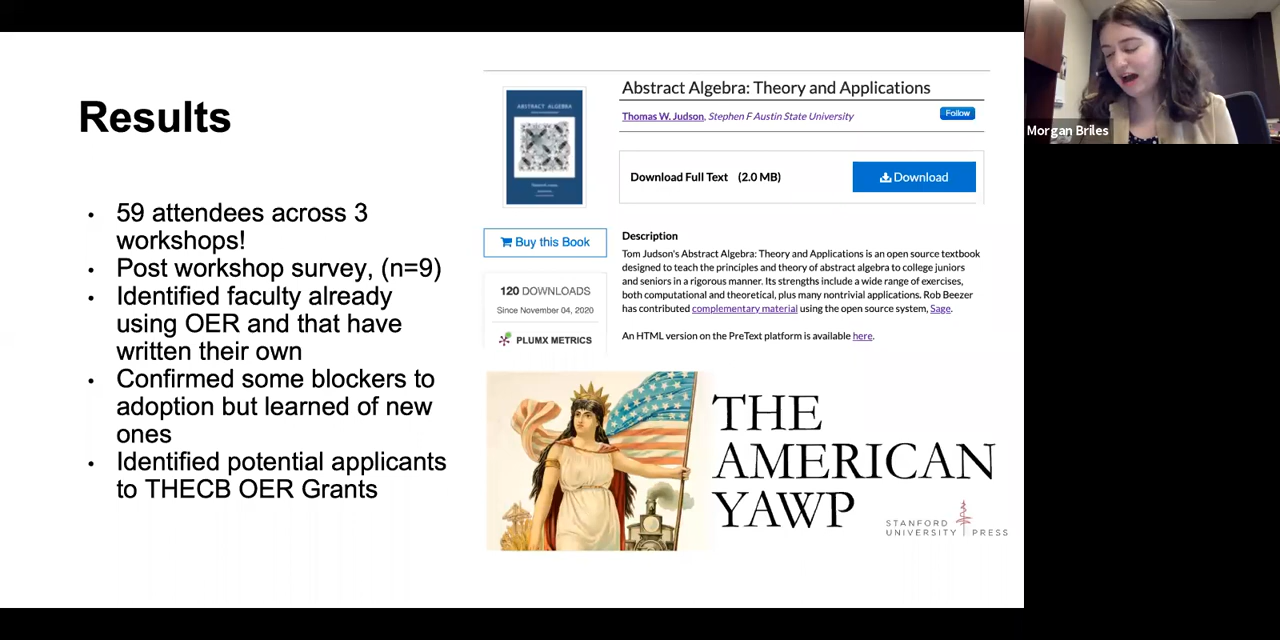 Results
• 59 attendees across 3
workshops!
• Post workshop survey, (n=9)
• Identified faculty already
using OER and that have
written their own
• Confirmed some blockers to
adoption but learned of new
ones
• Identified potential applicants
to THECB OER Grants
ABSTRACT ALGEBRA
Abstract Algebra: Theory and Applications
Thomas W. Judson, Stephen F Austin State University
Follow
Download Full Text (2.0 MB)
Download
Buy this Book
120 DOWNLOADS
Since November 04, 2020
PLUMX METRICS
Description
Tom Judson's Abstract Algebra: Theory and Applications is an open source textbook
designed to teach the principles and theory of abstract algebra to college juniors
and seniors in a rigorous manner. Its strengths include a wide range of exercises,
both computational and theoretical, plus many nontrivial applications. Rob Beezer
has contributed complementary material using the open source system, Sage.
An HTML version on the PreText platform is available here.
THE
AMERICAN
YAWP
STANFORD
UNIVERSITY PRESS
Morgan Briles